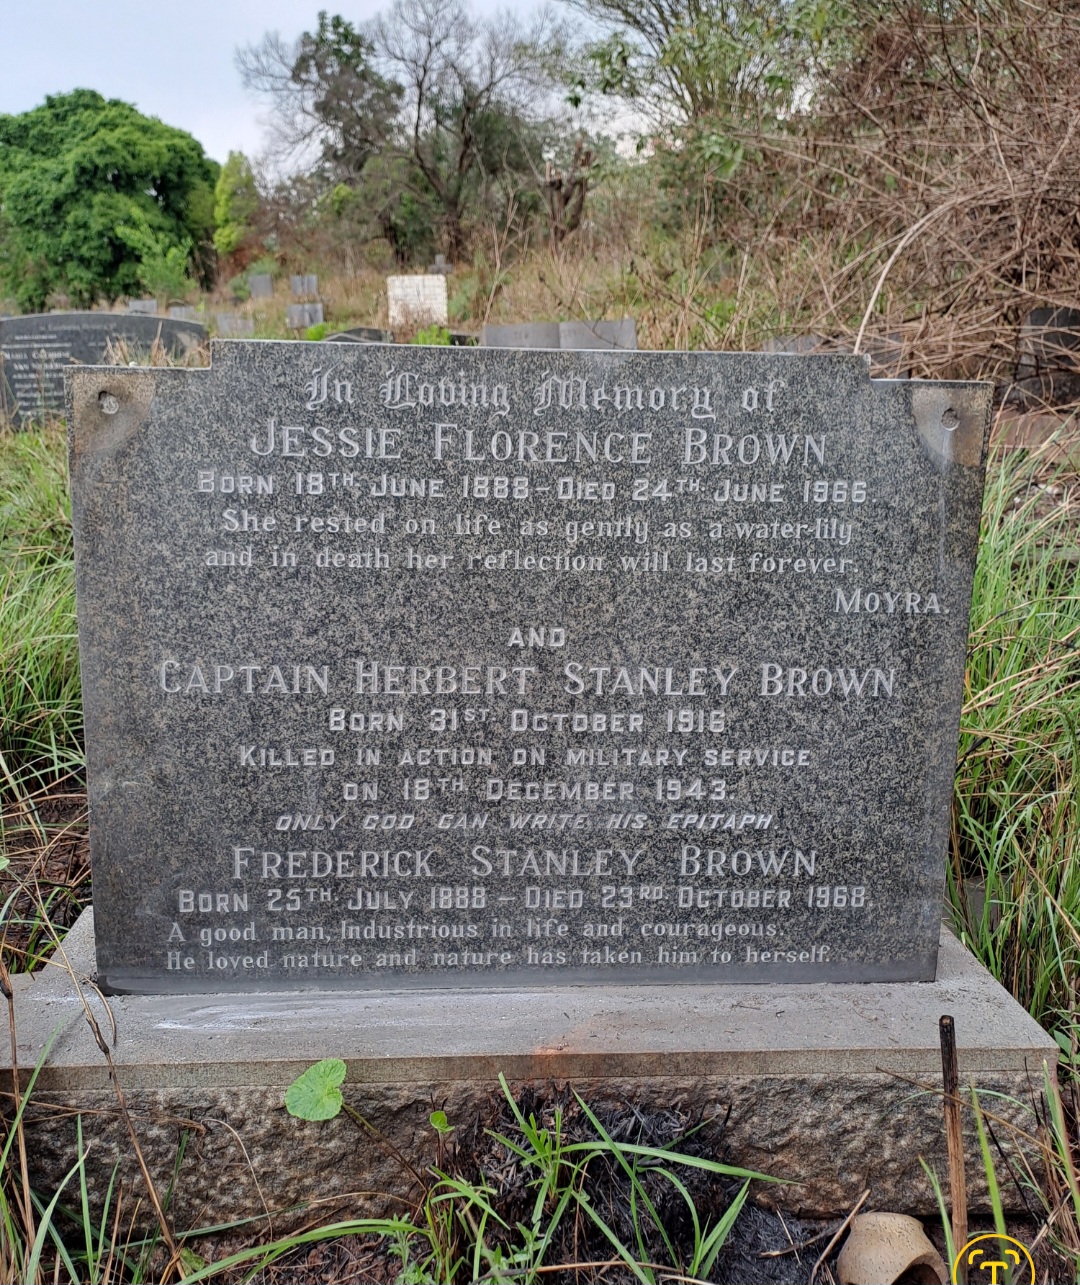 In Loving Memory of
JESSIE FLORENCE BROWN
BORN 18TH. JUNE 1888 – DIED 24TH. JUNE 1966.
She rested on life as gently as a water-lily
and in death her reflection will last forever.
MOYRA.
AND
CAPTAIN HERBERT STANLEY BROWN
BORN 31ST. OCTOBER 1916
KILLED IN ACTION ON MILITARY SERVICE
ON 18TH. DECEMBER 1943.
ONLY GOD CAN WRITE HIS EPITAPH.
FREDERICK STANLEY BROWN
BORN 25TH. JULY 1888 – DIED 23RD. OCTOBER 1968.
A good man, Industrious in life and courageous.
He loved nature and nature has taken him to herself.